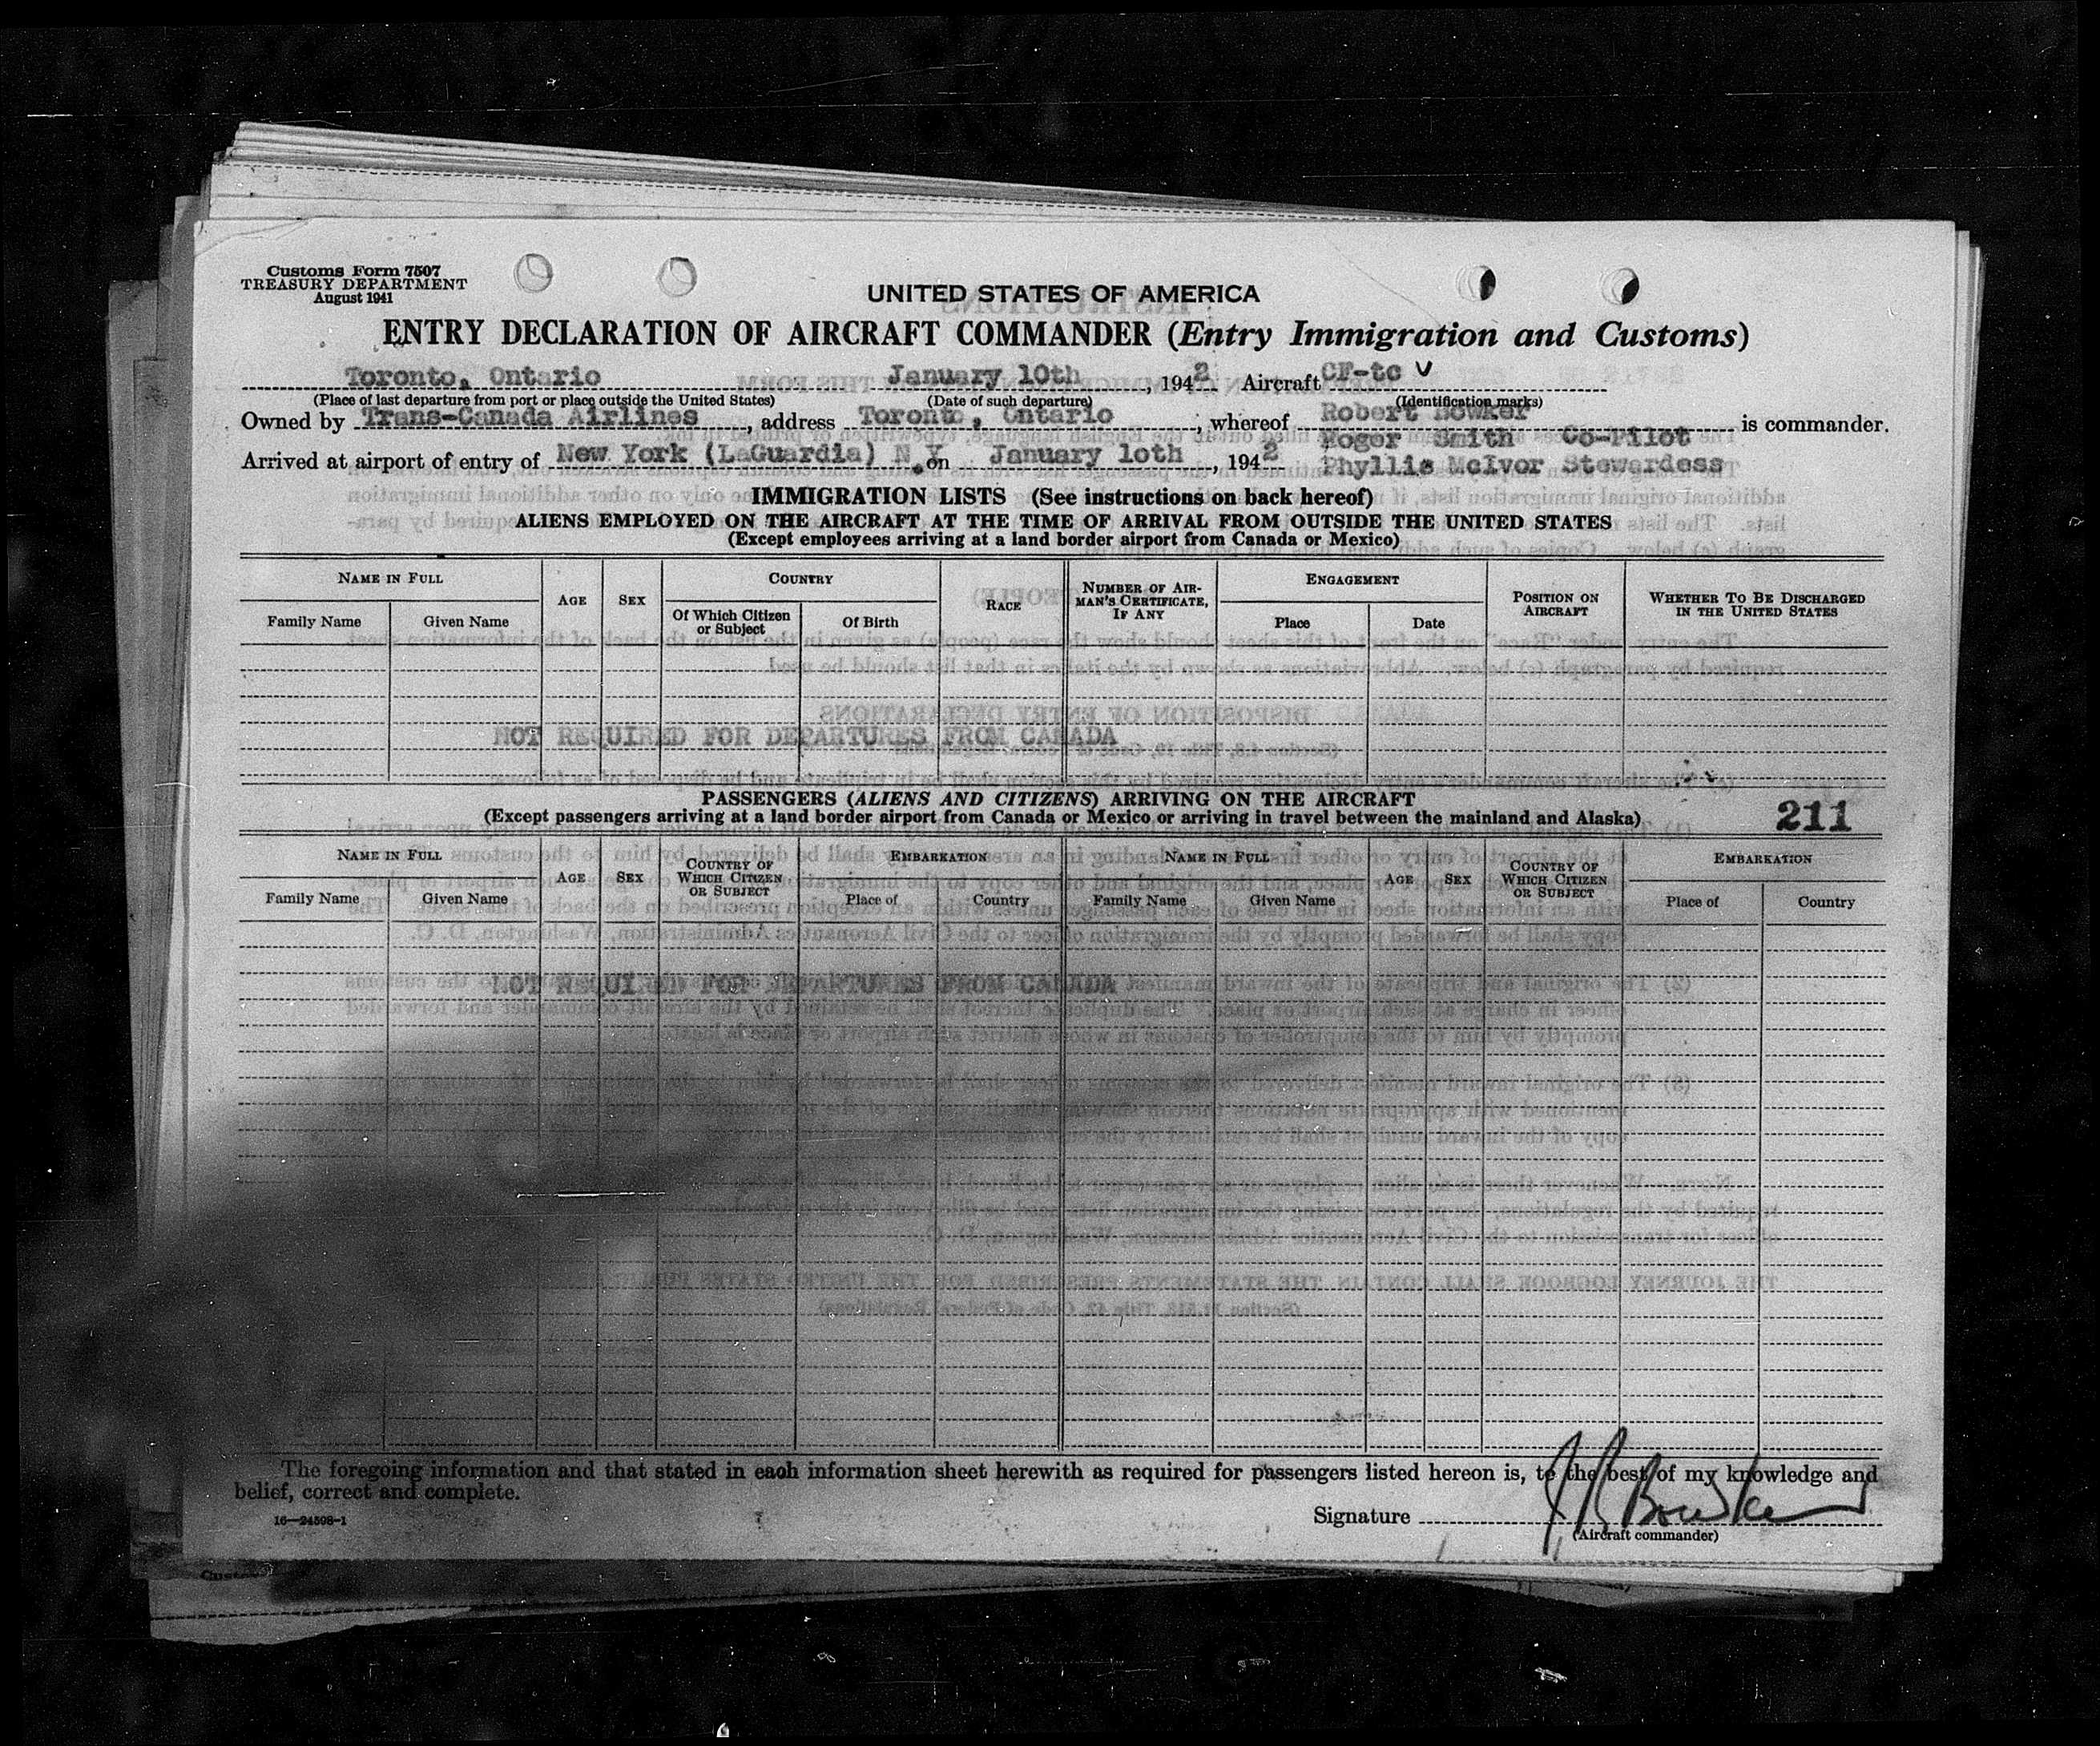 Customs Form 7507
TREASURY DEPARTMENT
August 1941
UNITED STATES OF AMERICA
ENTRY DECLARATION OF AIRCRAFT COMMANDER (Entry Immigration and Customs)
Toronto, Ontario January 10th, 1942 Aircraft CF-tc V
(Place of last departure from port or place outside the United States) (Date of such departure) (Identification marks)
Owned by Trans-Canada Airlines, address Toronto, Ontario, whereof Robert Bowker is commander.
Roger Smith Co-Pilot
Arrived at airport of entry of New York (LaGuardia) N.Y. on January 10th, 1942 Phyllis McIvor Stewardess
IMMIGRATION LISTS (See instructions on back hereof)
ALIENS EMPLOYED ON THE AIRCRAFT AT THE TIME OF ARRIVAL FROM OUTSIDE THE UNITED STATES
(Except employees arriving at a land border airport from Canada or Mexico)
NAME IN FULL AGE SEX COUNTRY RACE NUMBER OF AIRMAN'S CERTIFICATE, IF ANY ENGAGEMENT POSITION ON AIRCRAFT WHETHER TO BE DISCHARGED IN THE UNITED STATES
Family Name Given Name Of Which Citizen or Subject Of Birth Place Date
NOT REQUIRED FOR DEPARTURES FROM CANADA
PASSENGERS (ALIENS AND CITIZENS) ARRIVING ON THE AIRCRAFT
(Except passengers arriving at a land border airport from Canada or Mexico or arriving in travel between the mainland and Alaska)
211
NAME IN FULL AGE SEX COUNTRY OF WHICH CITIZEN OR SUBJECT EMBARKATION NAME IN FULL AGE SEX COUNTRY OF WHICH CITIZEN OR SUBJECT EMBARKATION
Family Name Given Name Place of Country Family Name Given Name Place of Country
NOT REQUIRED FOR DEPARTURES FROM CANADA
The foregoing information and that stated in each information sheet herewith as required for passengers listed hereon is, to the best of my knowledge and
belief, correct and complete.
16—24598-1
Signature J R Bowker
(Aircraft commander)